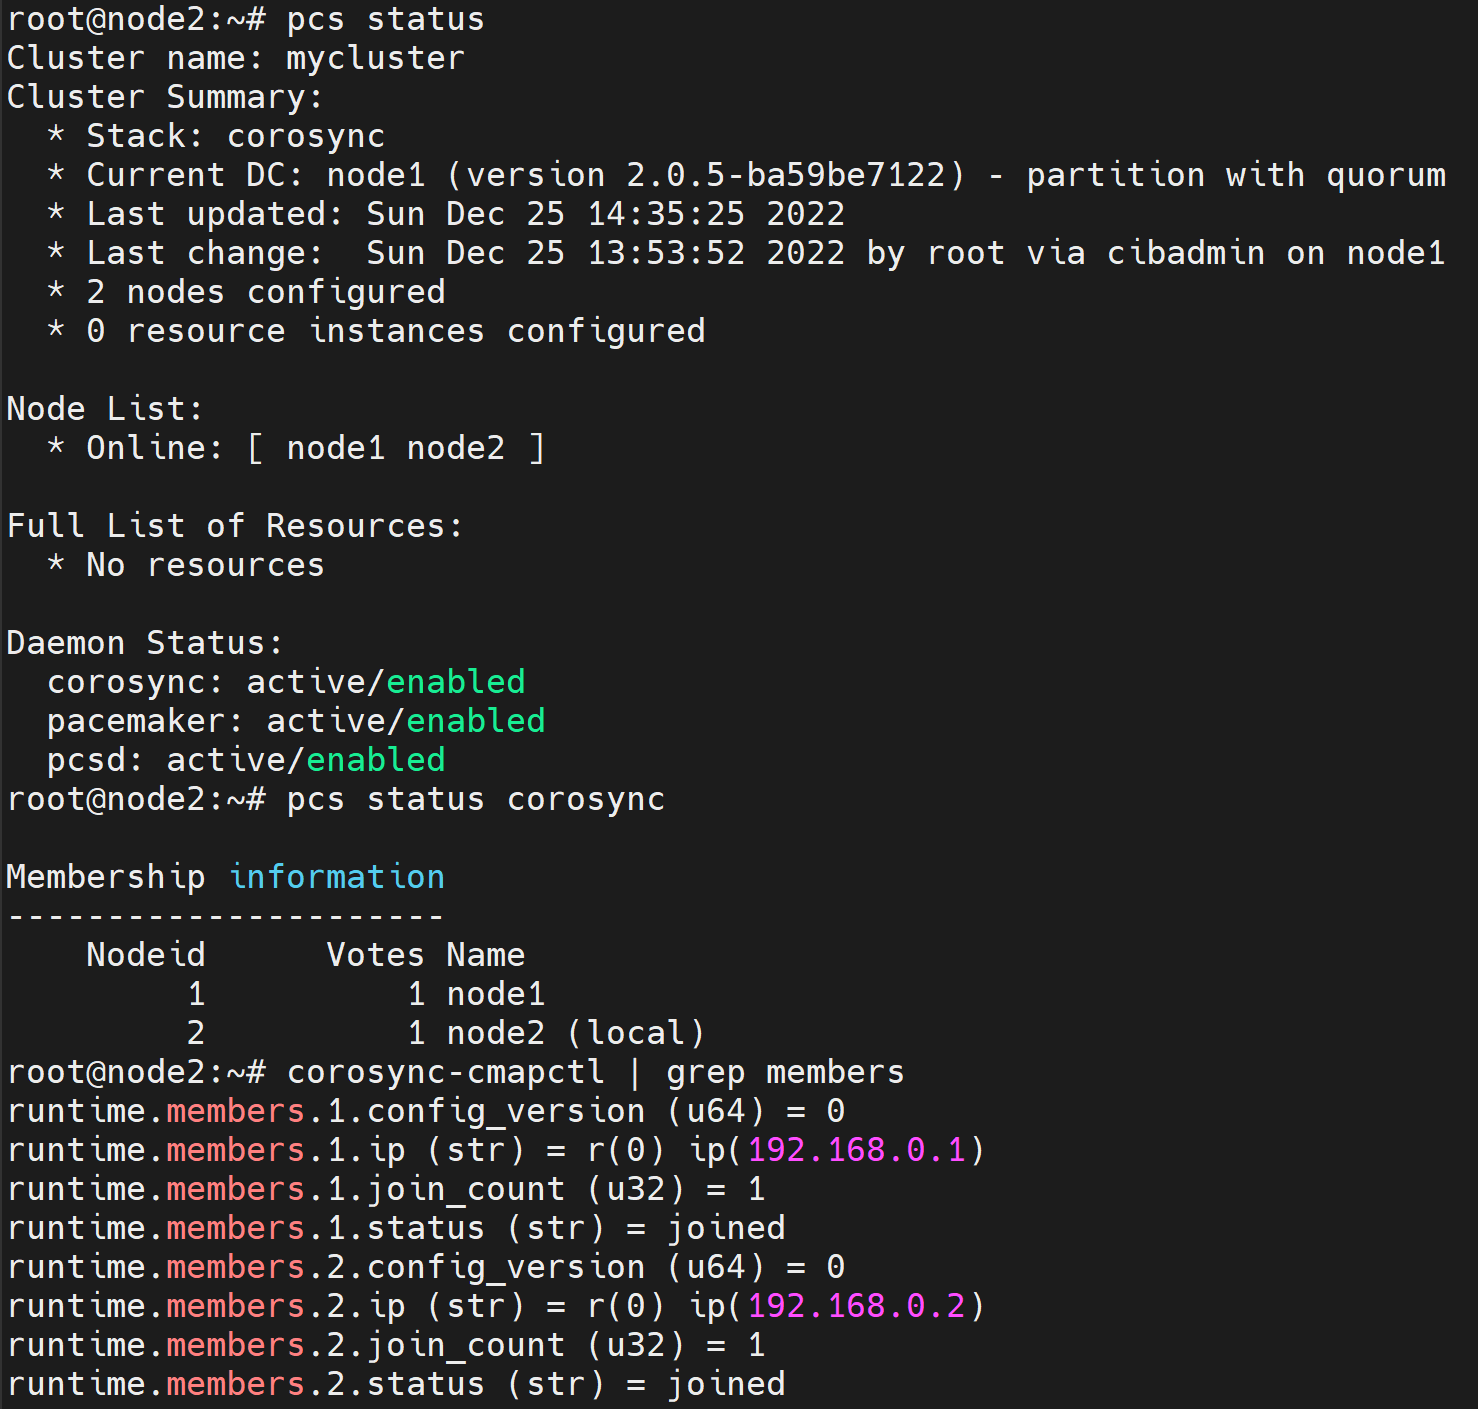 root@node2:~# pcs status
Cluster name: mycluster
Cluster Summary:
  * Stack: corosync
  * Current DC: node1 (version 2.0.5-ba59be7122) - partition with quorum
  * Last updated: Sun Dec 25 14:35:25 2022
  * Last change:  Sun Dec 25 13:53:52 2022 by root via cibadmin on node1
  * 2 nodes configured
  * 0 resource instances configured

Node List:
  * Online: [ node1 node2 ]

Full List of Resources:
  * No resources

Daemon Status:
  corosync: active/enabled
  pacemaker: active/enabled
  pcsd: active/enabled
root@node2:~# pcs status corosync

Membership information
----------------------
    Nodeid      Votes Name
         1          1 node1
         2          1 node2 (local)
root@node2:~# corosync-cmapctl | grep members
runtime.members.1.config_version (u64) = 0
runtime.members.1.ip (str) = r(0) ip(192.168.0.1)
runtime.members.1.join_count (u32) = 1
runtime.members.1.status (str) = joined
runtime.members.2.config_version (u64) = 0
runtime.members.2.ip (str) = r(0) ip(192.168.0.2)
runtime.members.2.join_count (u32) = 1
runtime.members.2.status (str) = joined